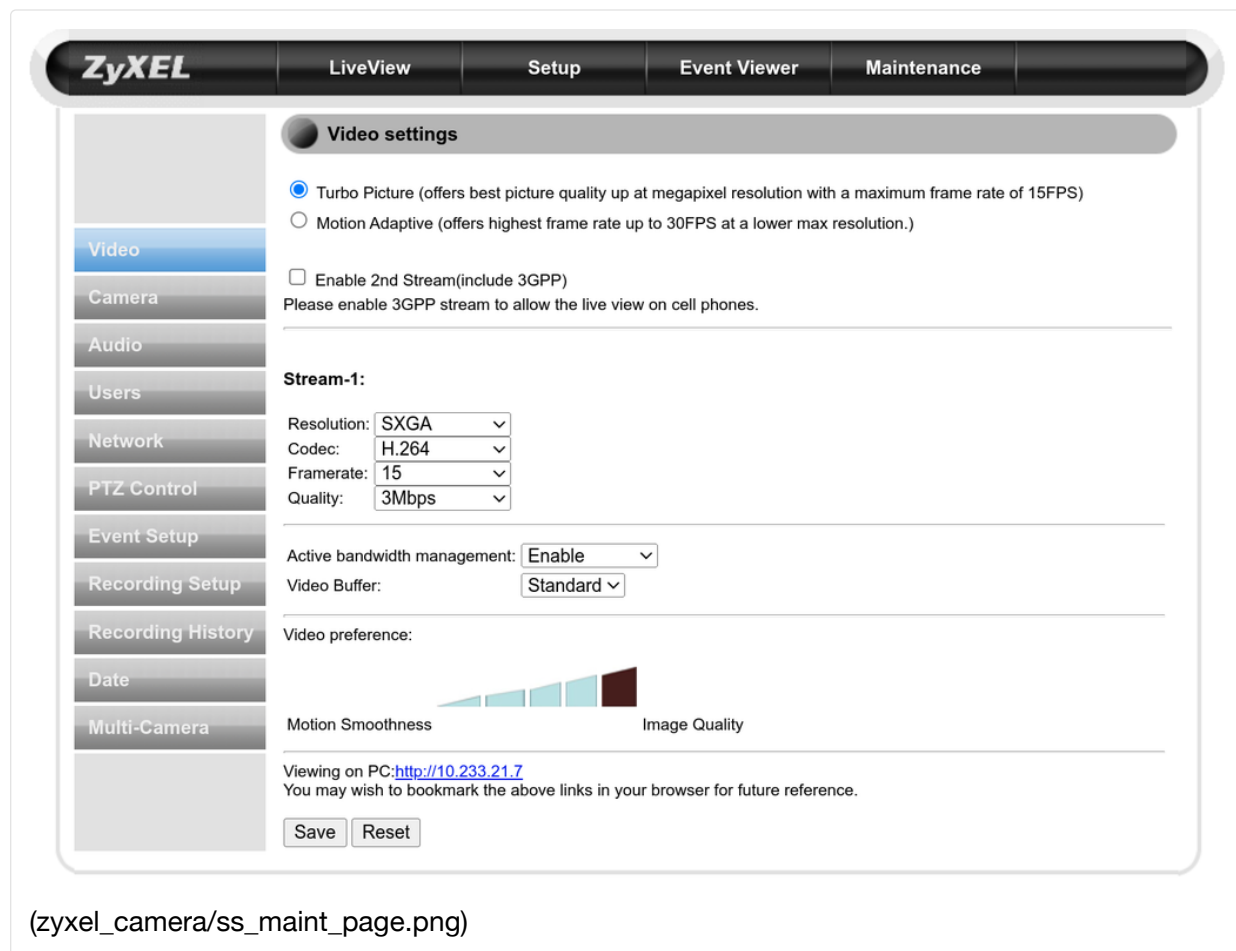 ZyXEL LiveView Setup Event Viewer Maintenance
Video settings
Turbo Picture (offers best picture quality up at megapixel resolution with a maximum frame rate of 15FPS)
Motion Adaptive (offers highest frame rate up to 30FPS at a lower max resolution.)
Enable 2nd Stream(include 3GPP)
Please enable 3GPP stream to allow the live view on cell phones.
Video
Camera
Audio
Users
Network
PTZ Control
Event Setup
Recording Setup
Recording History
Date
Multi-Camera
Stream-1:
Resolution: SXGA
Codec: H.264
Framerate: 15
Quality: 3Mbps
Active bandwidth management: Enable
Video Buffer: Standard
Video preference:
Motion Smoothness Image Quality
Viewing on PC:http://10.233.21.7
You may wish to bookmark the above links in your browser for future reference.
Save Reset
(zyxel_camera/ss_maint_page.png)